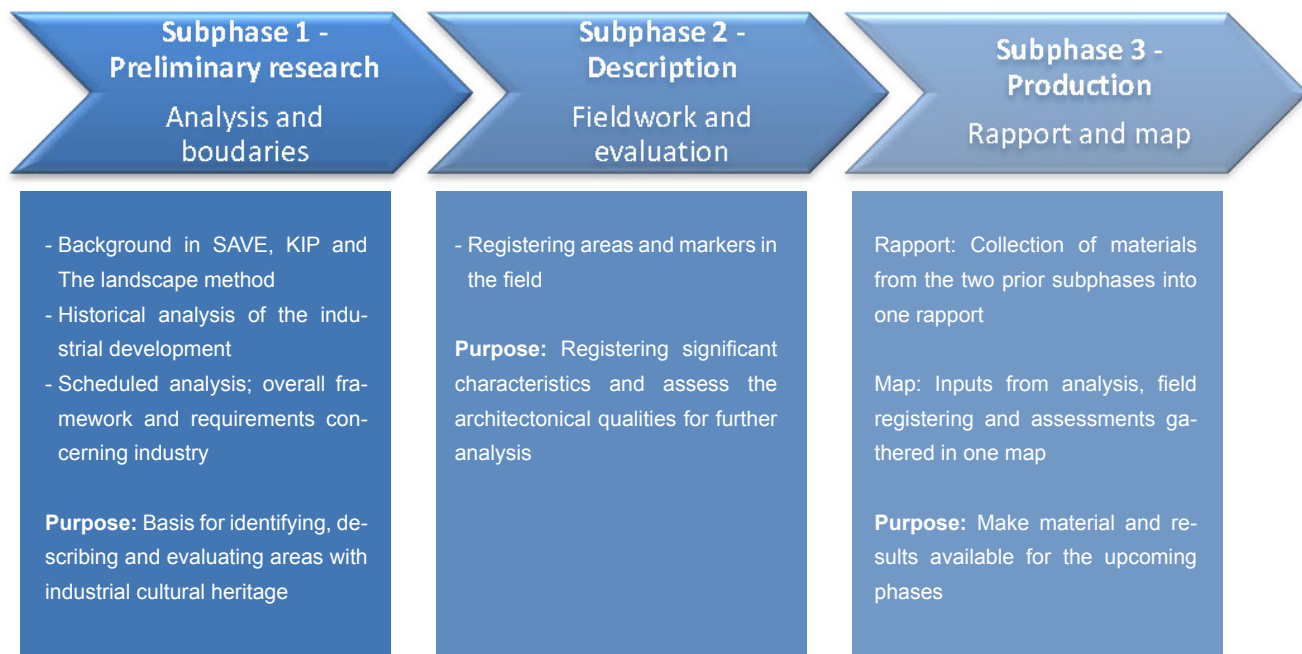 Subphase 1 -
Preliminary research
Analysis and
boudaries
- Background in SAVE, KIP and
The landscape method
- Historical analysis of the indu-
strial development
- Scheduled analysis; overall fra-
mework and requirements con-
cerning industry
Purpose: Basis for identifying, de-
scribing and evaluating areas with
industrial cultural heritage
Subphase 2 -
Description
Fieldwork and
evaluation
- Registering areas and markers in
the field
Purpose: Registering significant
characteristics and assess the
architectonical qualities for further
analysis
Subphase 3 -
Production
Rapport and map
Rapport: Collection of materials
from the two prior subphases into
one rapport
Map: Inputs from analysis, field
registering and assessments ga-
thered in one map
Purpose: Make material and re-
sults available for the upcoming
phases